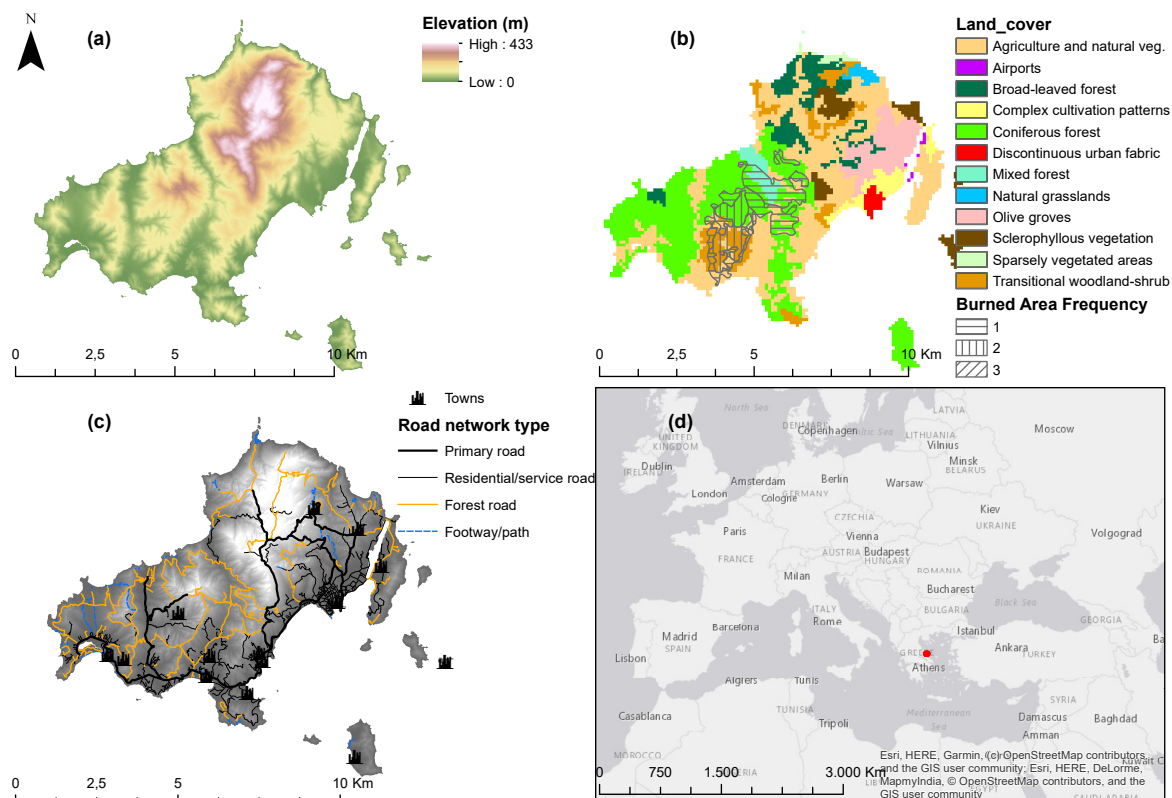 N
(a)
Elevation (m)
High : 433
Low : 0
0 2,5 5 10 Km
(b)
Land_cover
Agriculture and natural veg.
Airports
Broad-leaved forest
Complex cultivation patterns
Coniferous forest
Discontinuous urban fabric
Mixed forest
Natural grasslands
Olive groves
Sclerophyllous vegetation
Sparsely vegetated areas
Transitional woodland-shrub
Burned Area Frequency
1
2
3
0 2,5 5 10 Km
(c)
Towns
Road network type
Primary road
Residential/service road
Forest road
Footway/path
0 2,5 5 10 Km
(d)
North Sea
DENMARK
Copenhagen
LATVIA
LITHUANIA
Moscow
UNITED
KINGDOM
Vilnius
Dublin
IRELAND
Minsk
BELARUS
Amsterdam
Berlin
Warsaw
London
Cologne
GERMANY
Kiev
UKRAINE
Paris
CZECHIA
Volgograd
Vienna
FRANCE
AUSTRIA
Budapest
HUNGARY
Milan
ROMANIA
Bucharest
ITALY
Rome
BULGARIA
Black Sea
GEORGIA
Barcelona
Istanbul
Madrid
SPAIN
Ankara
TURKEY
Lisbon
Athens
Algiers
Tunis
SYRIA
TUNISIA
Mediterranean
Sea
Damascus
Baghdad
Casablanca
Tripoli
Amman
MOROCCO
Esri, HERE, Garmin, (c) OpenStreetMap contributors,
and the GIS user community; Esri, HERE, DeLorme,
MapmyIndia, © OpenStreetMap contributors, and the
GIS user community
0 750 1.500 3.000 Km
EGYPT
SAUDI ARABIA